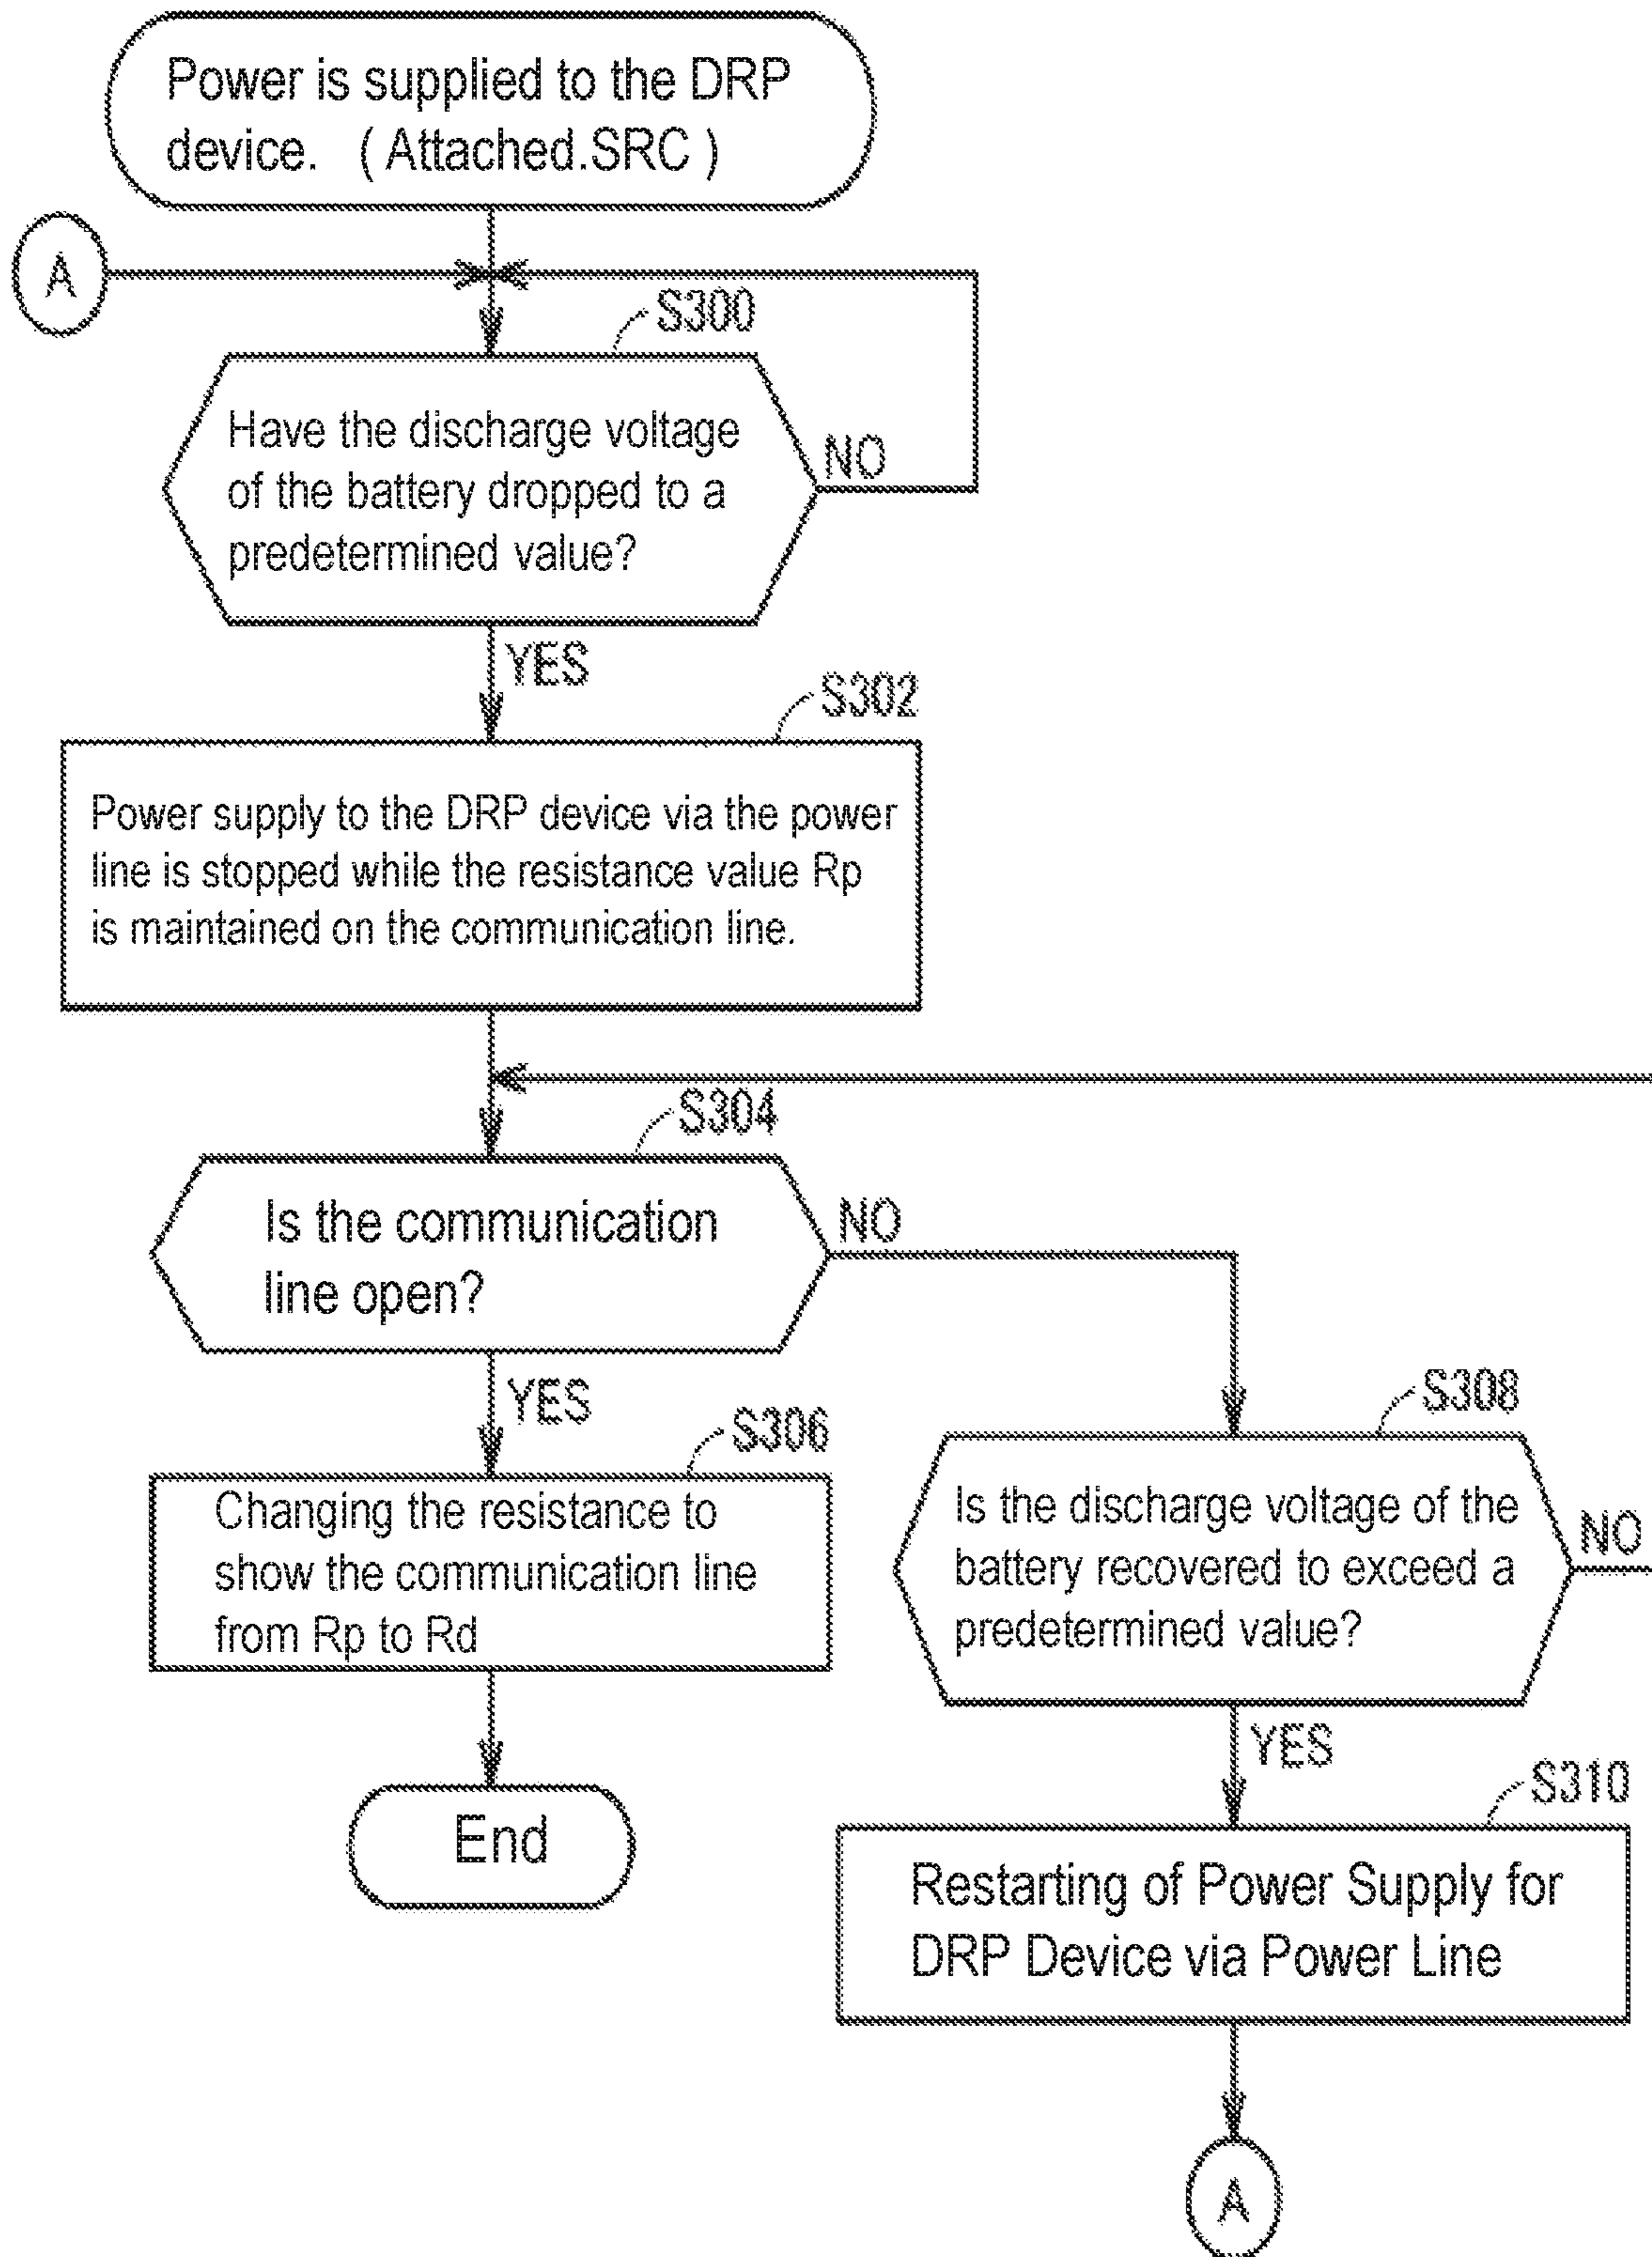 Power is supplied to the DRP
device. ( Attached.SRC )
A
S300
Have the discharge voltage
of the battery dropped to a
predetermined value?
NO
YES
S302
Power supply to the DRP device via the power
line is stopped while the resistance value Rp
is maintained on the communication line.
S304
Is the communication
line open?
NO
YES
S306
Changing the resistance to
show the communication line
from Rp to Rd
End
S308
Is the discharge voltage of the
battery recovered to exceed a
predetermined value?
NO
YES
S310
Restarting of Power Supply for
DRP Device via Power Line
A